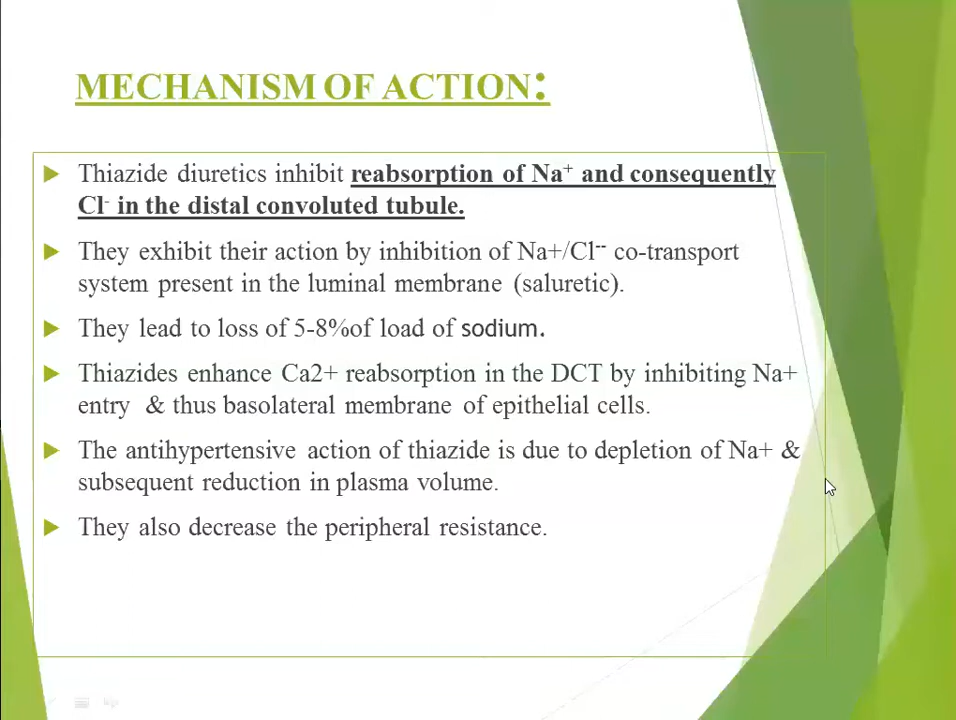 MECHANISM OF ACTION:
Thiazide diuretics inhibit reabsorption of Na⁺ and consequently
Cl⁻ in the distal convoluted tubule.
They exhibit their action by inhibition of Na+/Cl⁻⁻ co-transport
system present in the luminal membrane (saluretic).
They lead to loss of 5-8%of load of sodium.
Thiazides enhance Ca2+ reabsorption in the DCT by inhibiting Na+
entry & thus basolateral membrane of epithelial cells.
The antihypertensive action of thiazide is due to depletion of Na+ &
subsequent reduction in plasma volume.
They also decrease the peripheral resistance.